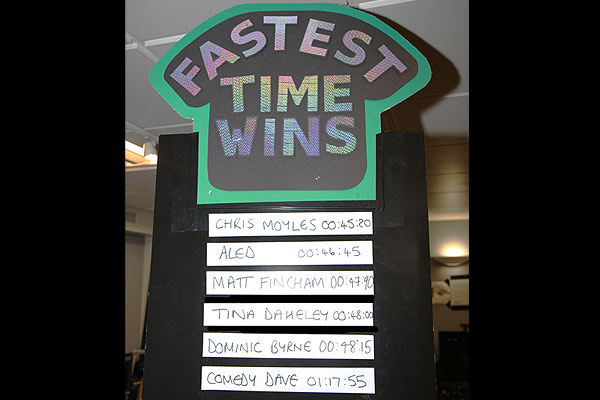 FASTEST
TIME
WINS
CHRIS MOYLES 00:45:20
ALED 00:46:45
MATT FINCHAM 00:47:90
TINA DAHELEY 00:48:00
DOMINIC BYRNE 00:48:15
COMEDY DAVE 01:17:55